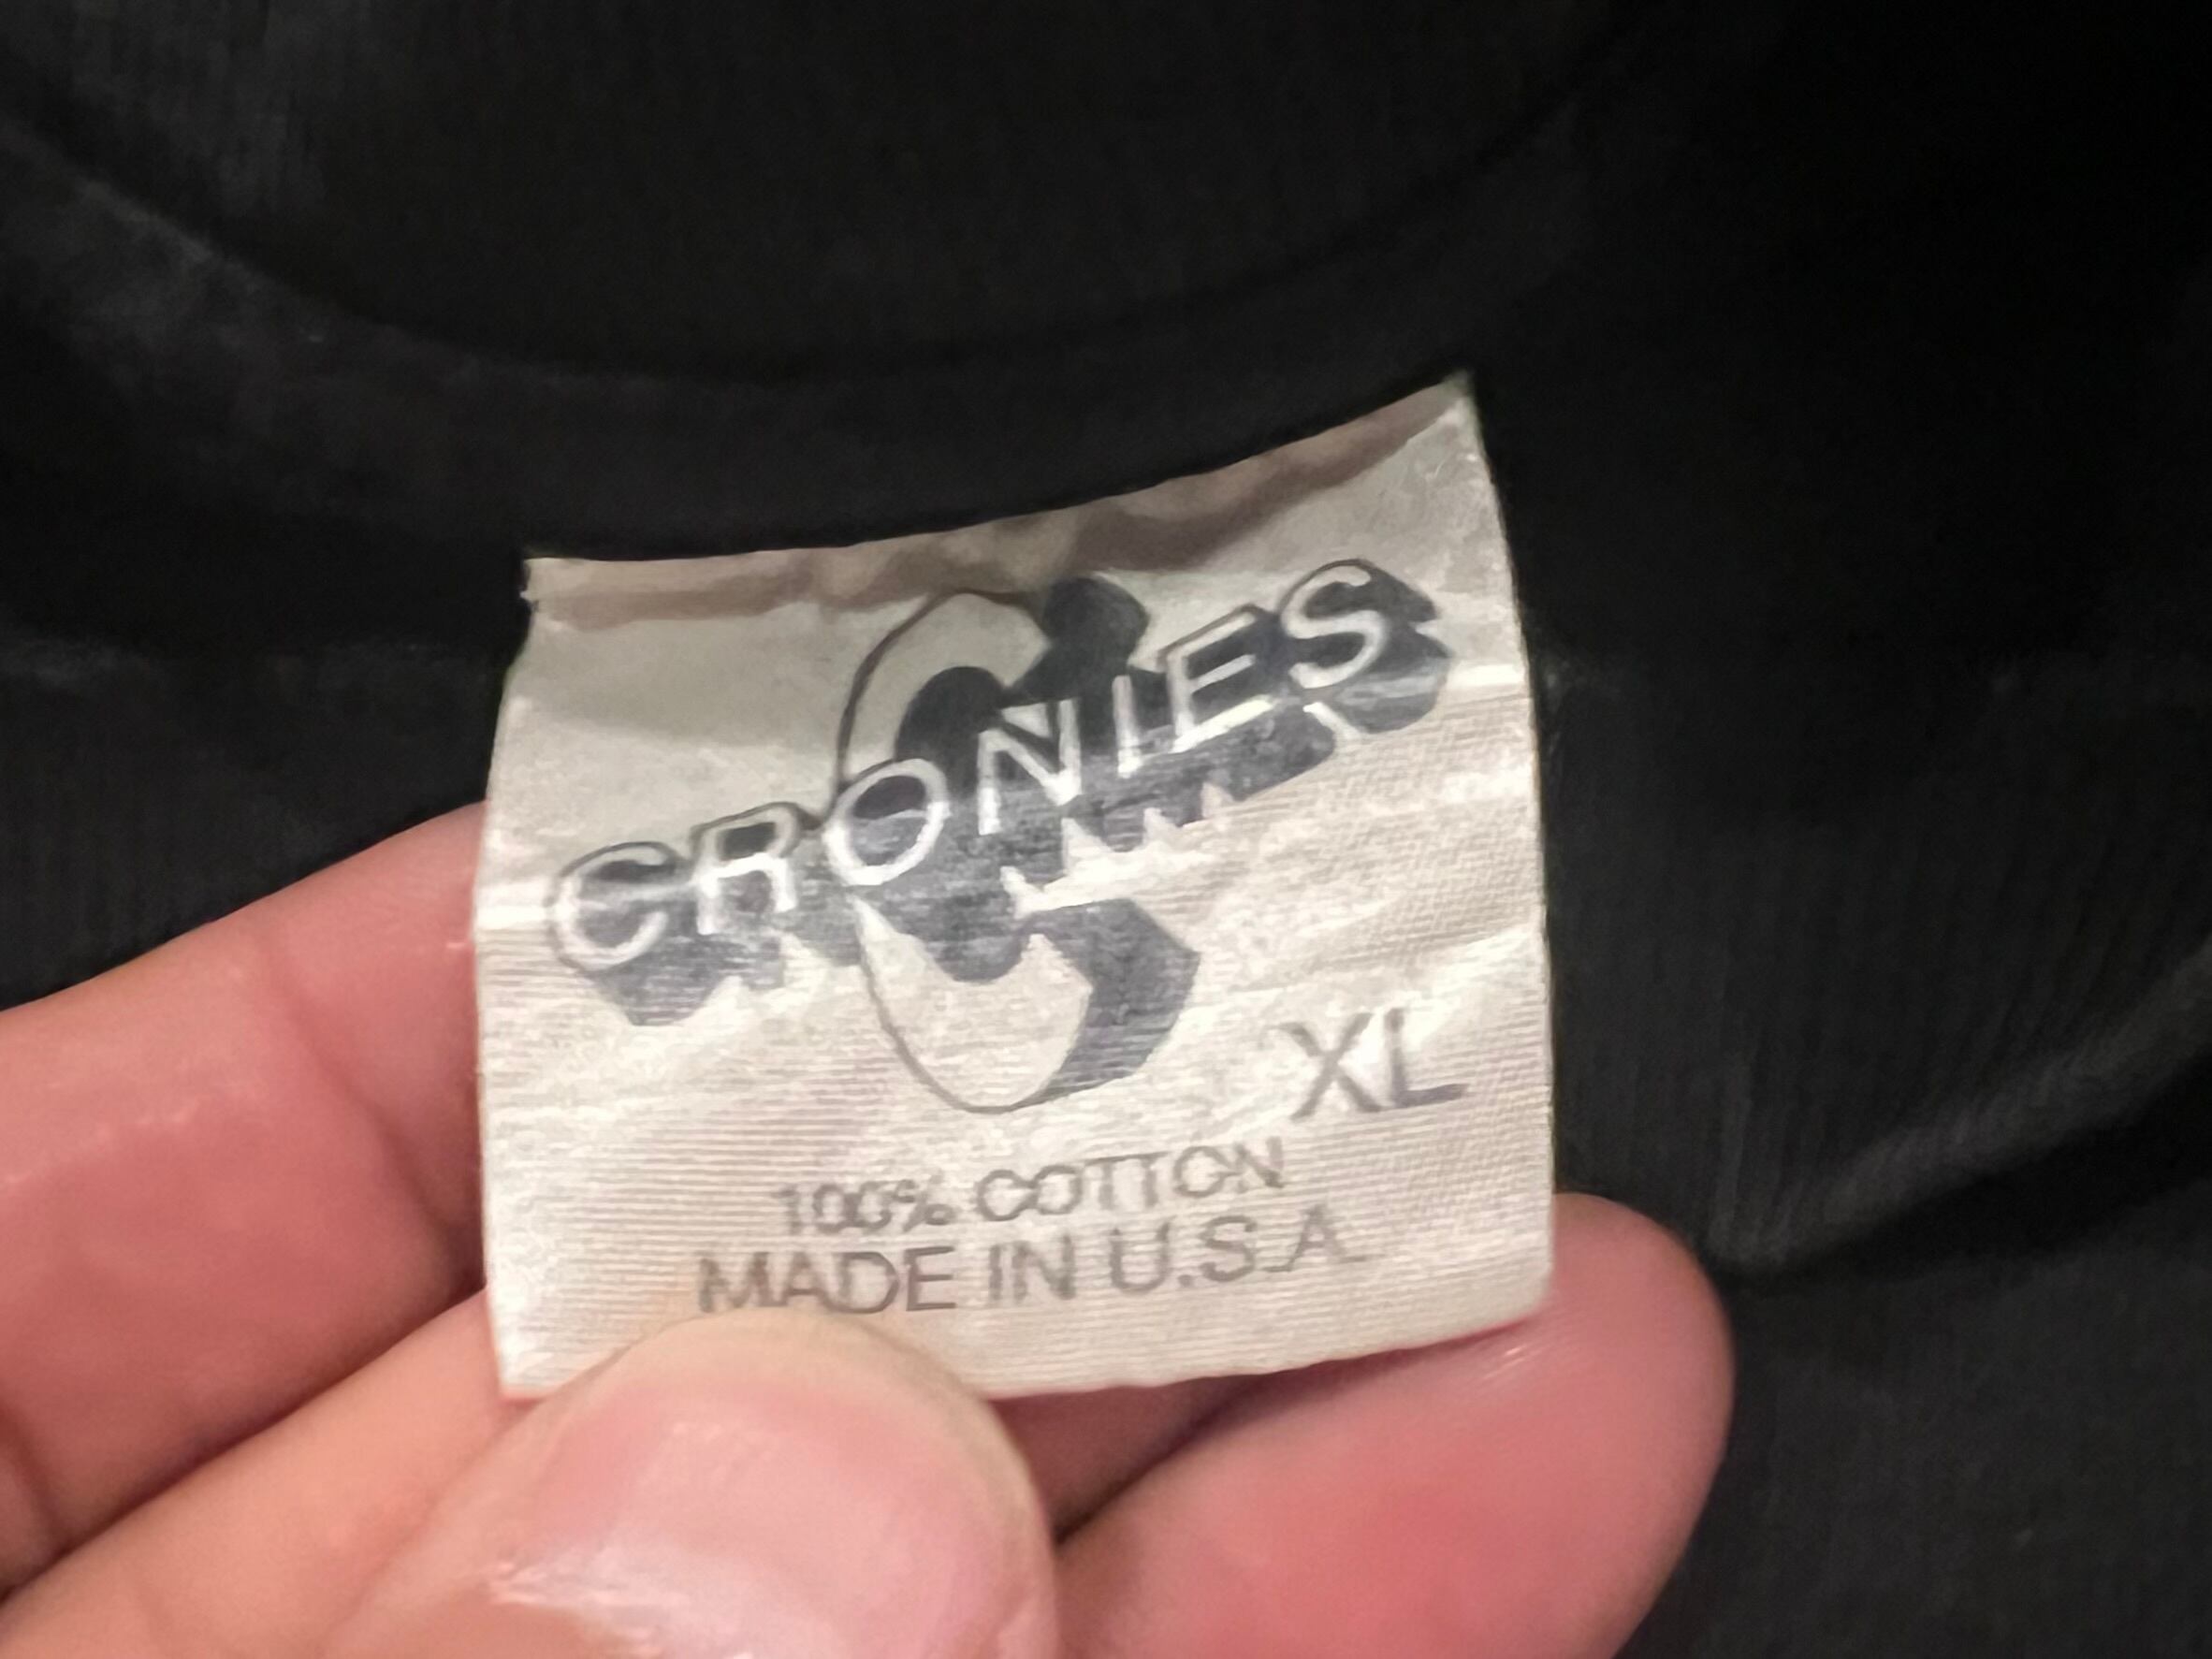 CRONIES
XL
100% COTTON
MADE IN U.S.A.